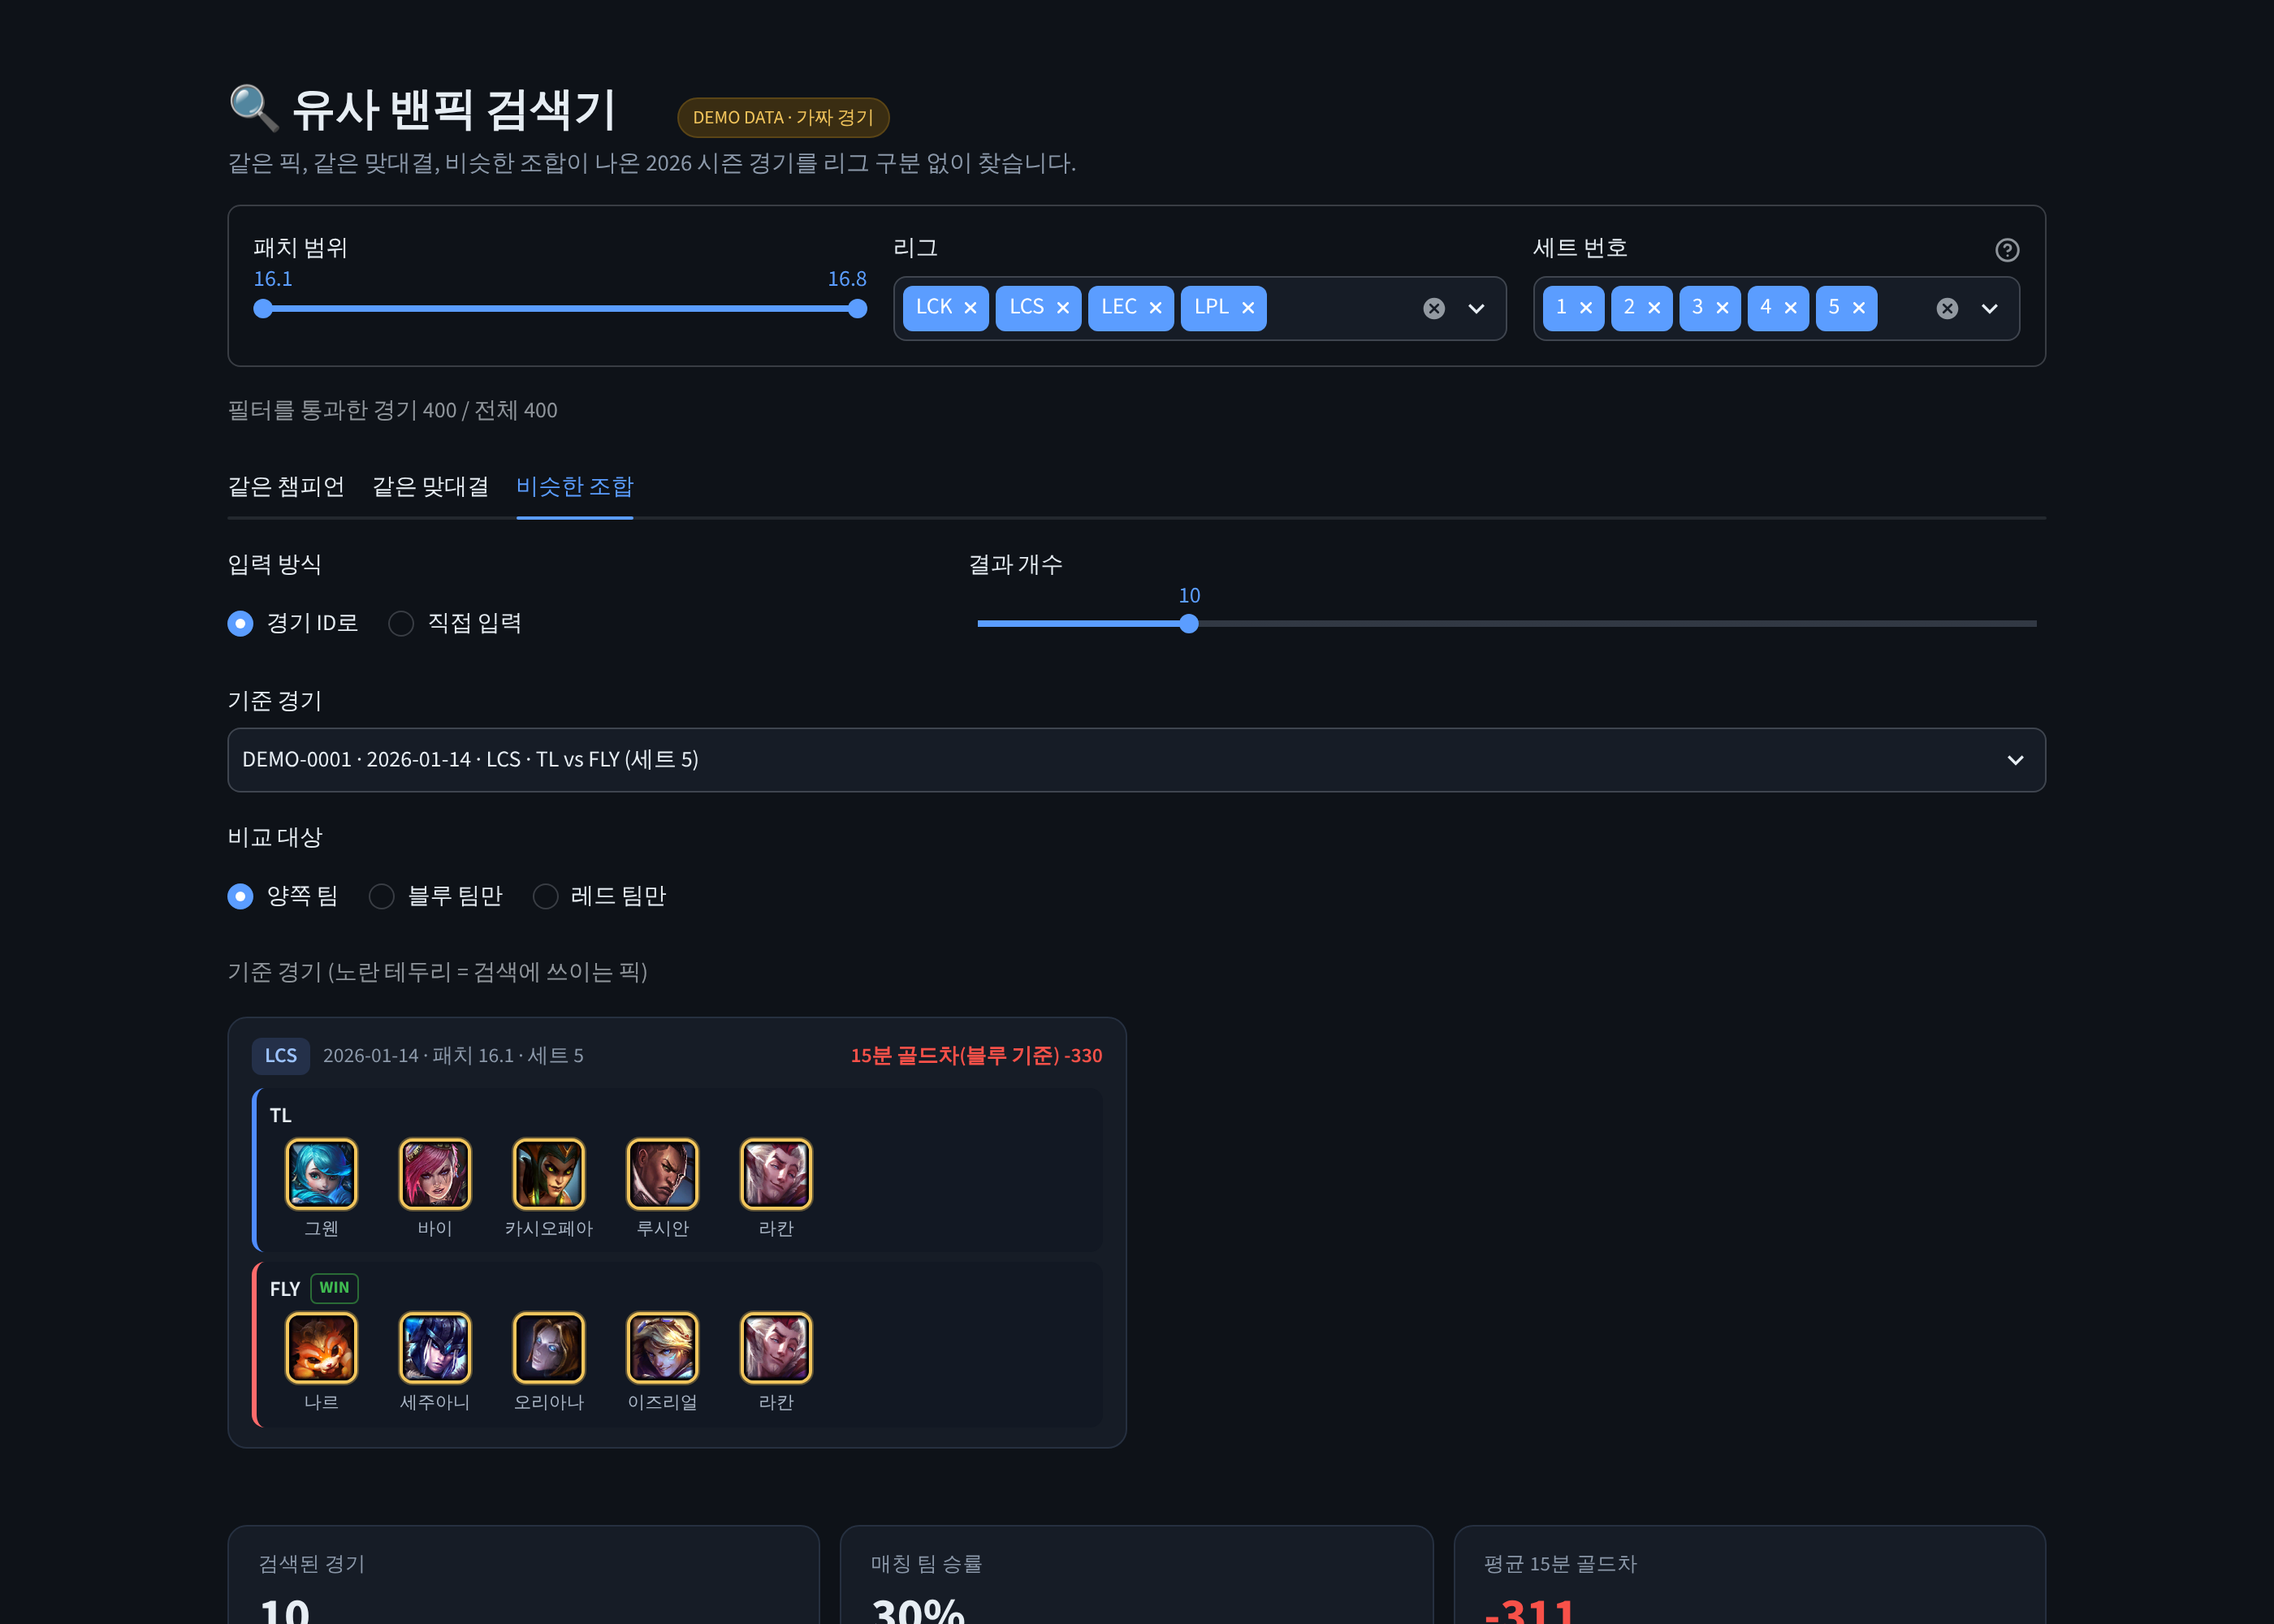 유사 밴픽 검색기
DEMO DATA · 가짜 경기
같은 픽, 같은 맞대결, 비슷한 조합이 나온 2026 시즌 경기를 리그 구분 없이 찾습니다.
패치 범위
16.1 16.8
리그
LCK LCS LEC LPL
세트 번호
1 2 3 4 5
필터를 통과한 경기 400 / 전체 400
같은 챔피언 같은 맞대결 비슷한 조합
입력 방식
경기 ID로 직접 입력
결과 개수
10
기준 경기
DEMO-0001 · 2026-01-14 · LCS · TL vs FLY (세트 5)
비교 대상
양쪽 팀 블루 팀만 레드 팀만
기준 경기 (노란 테두리 = 검색에 쓰이는 픽)
LCS 2026-01-14 · 패치 16.1 · 세트 5 15분 골드차(블루 기준) -330
TL
그웬 바이 카시오페아 루시안 라칸
FLY WIN
나르 세주아니 오리아나 이즈리얼 라칸
검색된 경기
10
매칭 팀 승률
30%
평균 15분 골드차
-311